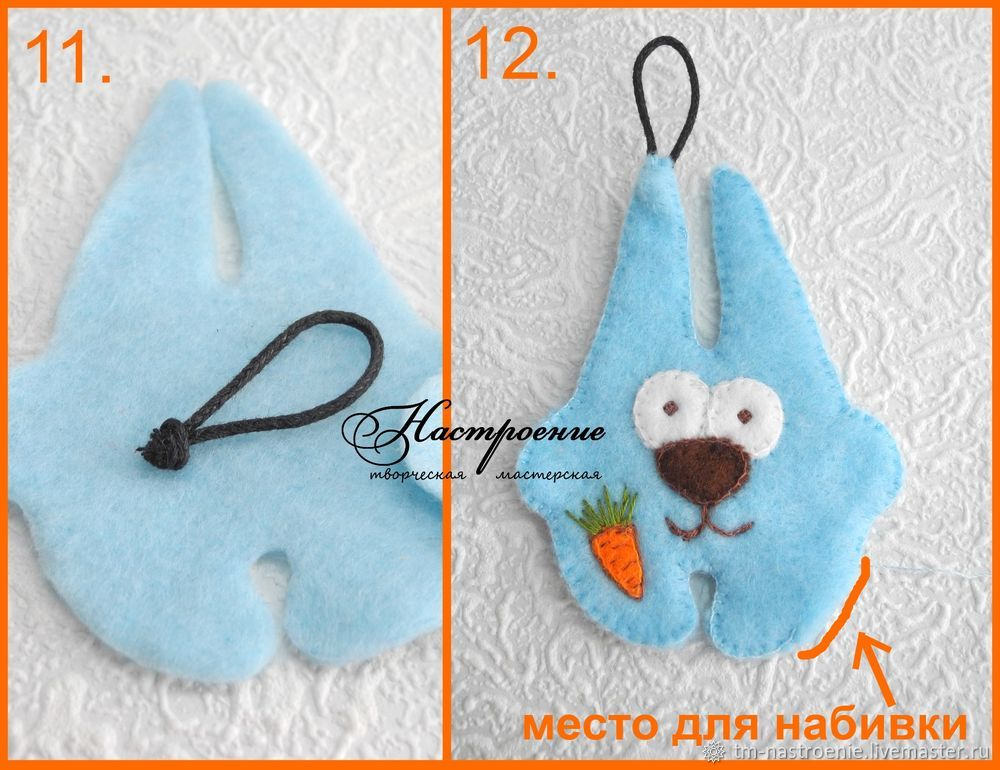 11.
12.
Настроение
творческая мастерская
место для набивки
tm-nastroenie.livemaster.ru